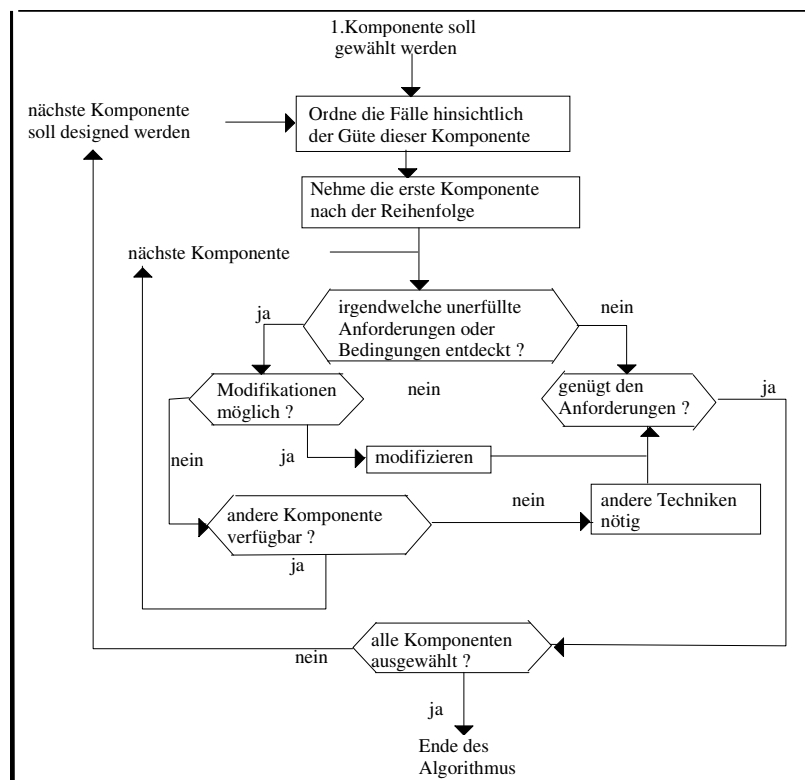 1.Komponente soll
gewählt werden
nächste Komponente
soll designed werden
Ordne die Fälle hinsichtlich
der Güte dieser Komponente
Nehme die erste Komponente
nach der Reihenfolge
nächste Komponente
ja
irgendwelche unerfüllte
Anforderungen oder
Bedingungen entdeckt ?
nein
Modifikationen
möglich ?
nein
genügt den
Anforderungen ?
ja
nein
ja
modifizieren
andere Komponente
verfügbar ?
nein
andere Techniken
nötig
ja
nein
alle Komponenten
ausgewählt ?
ja
Ende des
Algorithmus